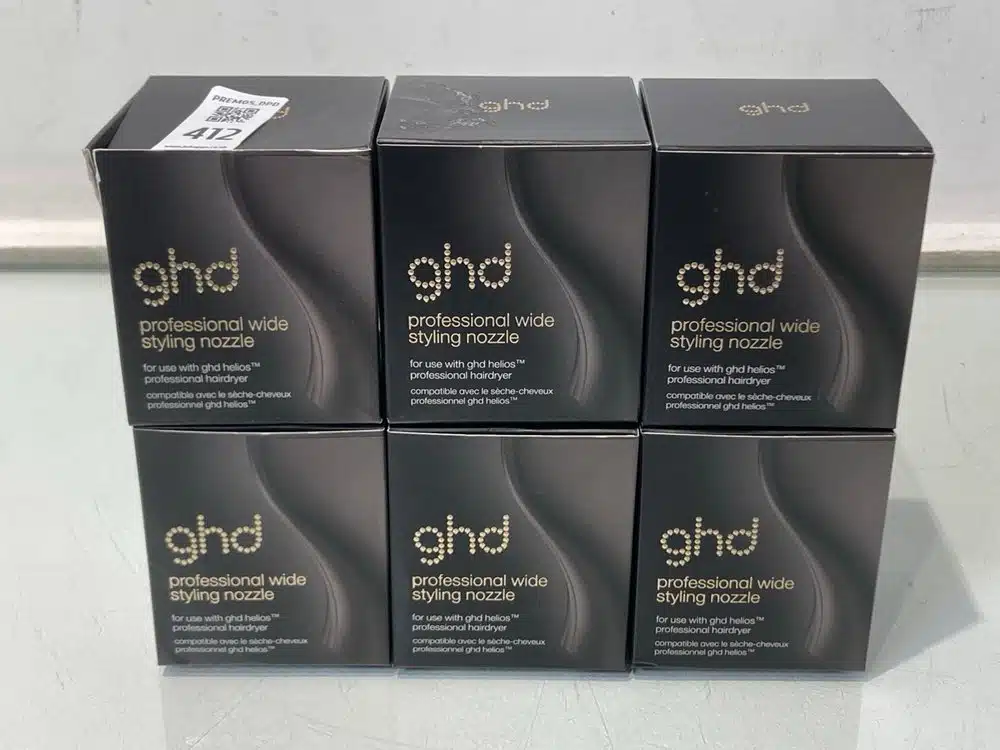 PREM05_DPD
412
ghd
ghd
ghd
professional wide
styling nozzle
for use with ghd helios™
professional hairdryer
compatible avec le sèche-cheveux
professionnel ghd helios™
ghd
professional wide
styling nozzle
for use with ghd helios™
professional hairdryer
compatible avec le sèche-cheveux
professionnel ghd helios™
ghd
professional wide
styling nozzle
for use with ghd helios™
professional hairdryer
compatible avec le sèche-cheveux
professionnel ghd helios™
ghd
professional wide
styling nozzle
for use with ghd helios™
professional hairdryer
compatible avec le sèche-cheveux
professionnel ghd helios™
ghd
professional wide
styling nozzle
for use with ghd helios™
professional hairdryer
compatible avec le sèche-cheveux
professionnel ghd helios™
ghd
professional wide
styling nozzle
for use with ghd helios™
professional hairdryer
compatible avec le sèche-cheveux
professionnel ghd helios™